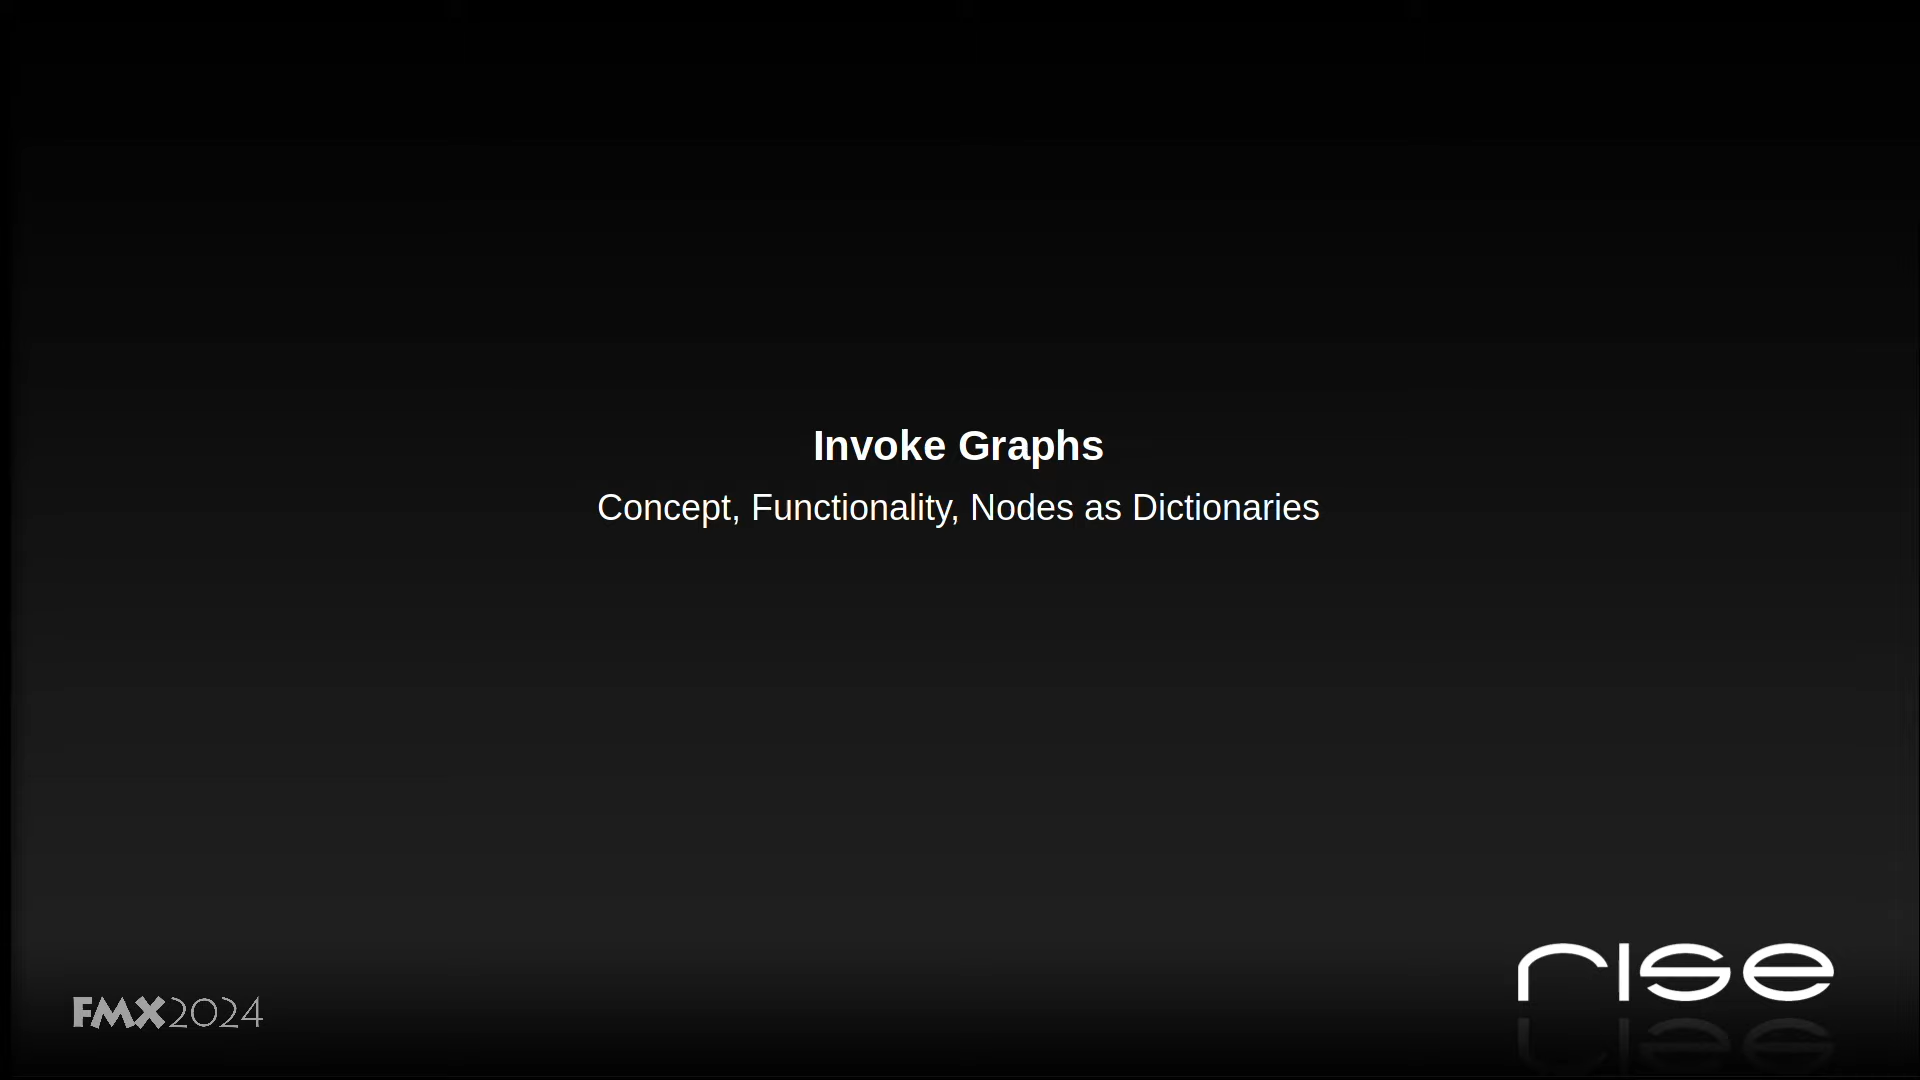 Invoke Graphs
Concept, Functionality, Nodes as Dictionaries
FMX2024
rise